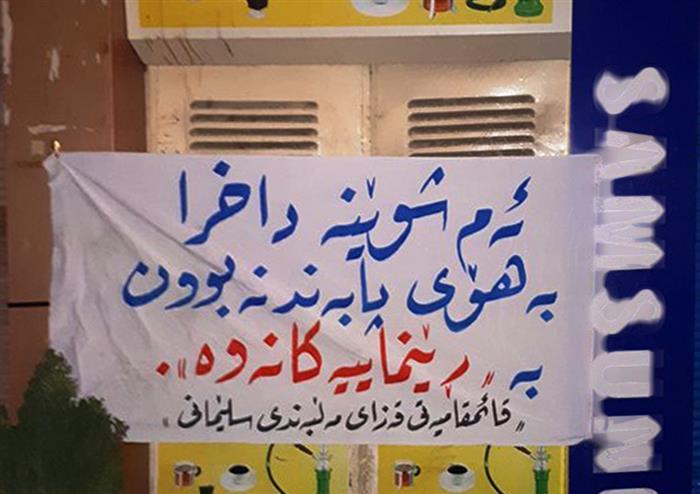 ئەم شوێنە داخرا
بەهۆی پابەندنەبوون
بە "ڕێنماییەکانەوە".
"قائمقامیەتی قەزای مەڵبەندی سلێمانی"
SAMSUNG